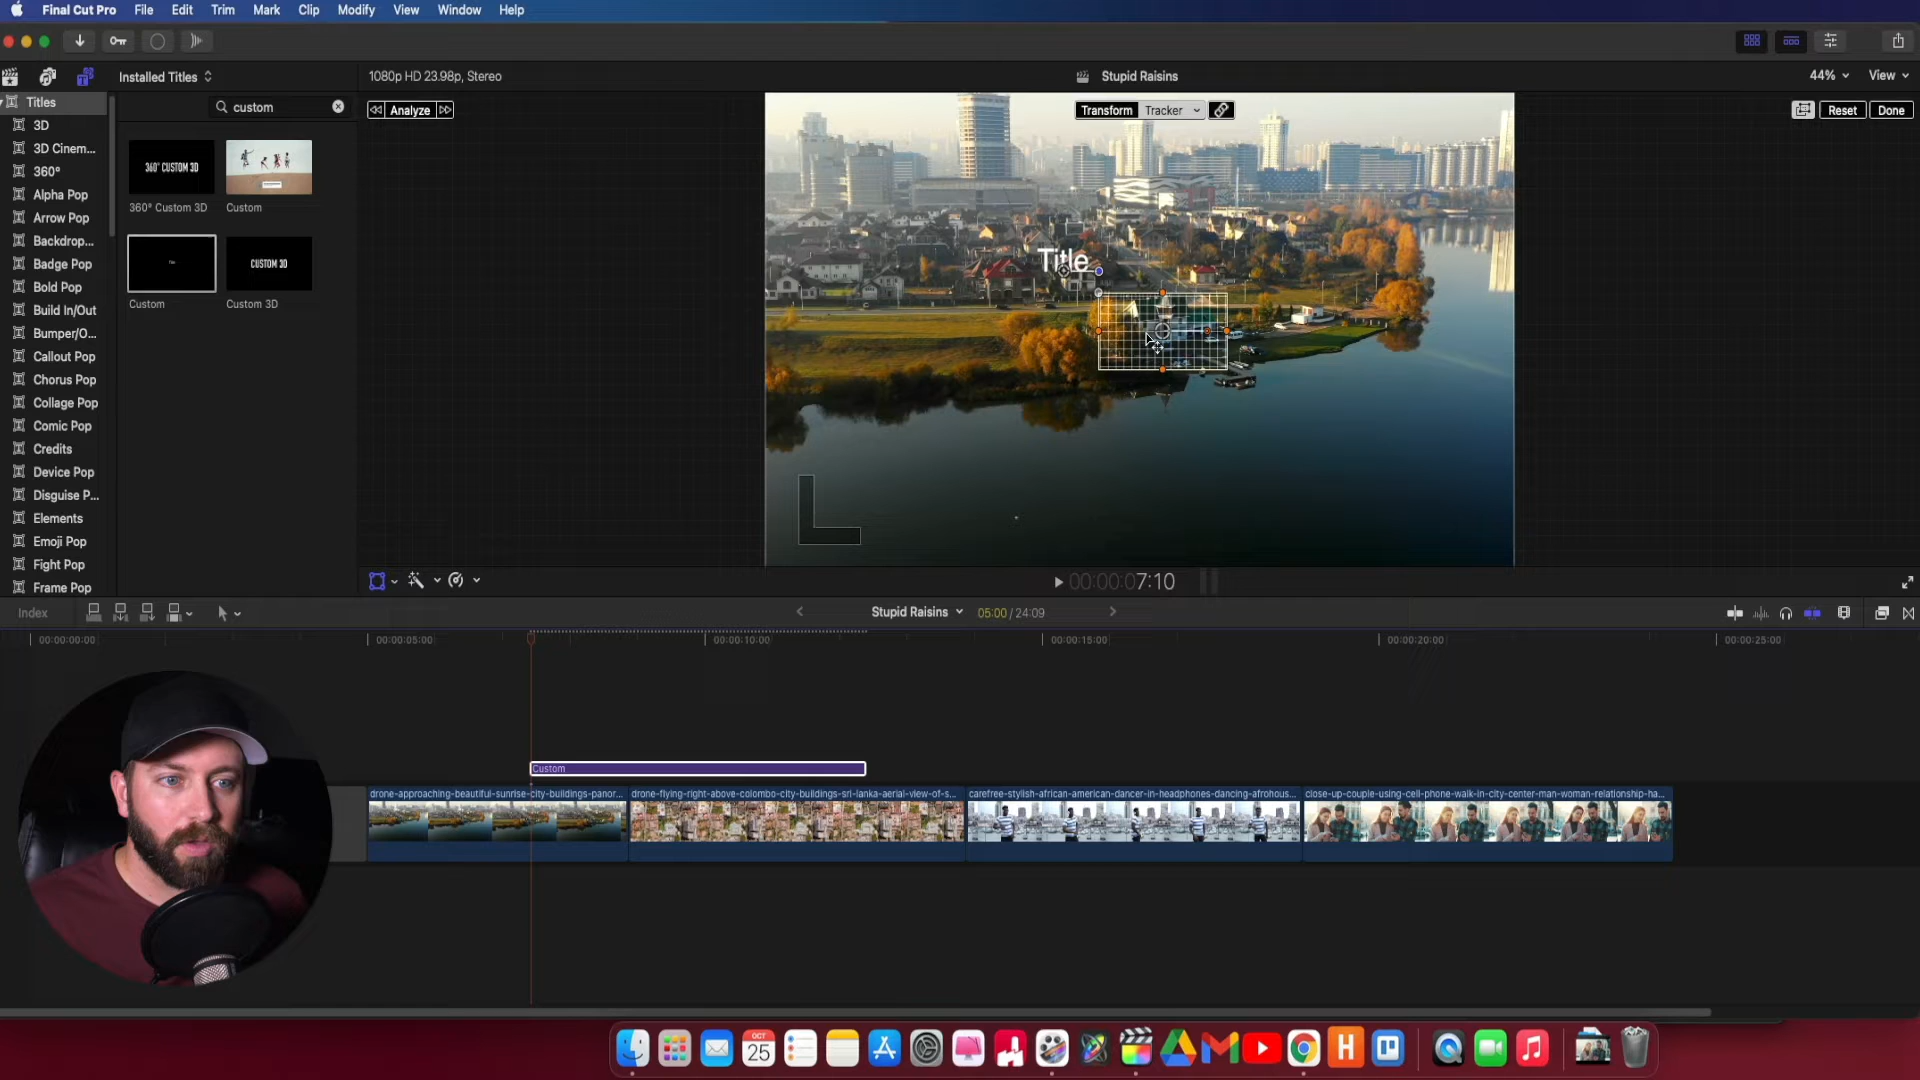 Final Cut Pro File Edit Trim Mark Clip Modify View Window Help
Installed Titles
1080p HD 23.98p, Stereo
Stupid Raisins
44%
View
Titles
custom
Analyze
Transform
Tracker
Reset
Done
3D
3D Cinem...
360°
Alpha Pop
Arrow Pop
Backdrop...
Badge Pop
Bold Pop
Build In/Out
Bumper/O...
Callout Pop
Chorus Pop
Collage Pop
Comic Pop
Credits
Device Pop
Disguise P...
Elements
Emoji Pop
Fight Pop
Frame Pop
360° CUSTOM 3D
360° Custom 3D
Custom
Custom
CUSTOM 3D
Custom 3D
Title
00:00:07:10
Index
Stupid Raisins
05:00 / 24:09
00:00:00:00
00:00:05:00
00:00:10:00
00:00:15:00
00:00:20:00
00:00:25:00
Custom
drone-approaching-beautiful-sunrise-city-buildings-panor...
drone-flying-right-above-colombo-city-buildings-sri-lanka-aerial-view-of-s...
carefree-stylish-african-american-dancer-in-headphones-dancing-afrohous...
close-up-couple-using-cell-phone-walk-in-city-center-man-woman-relationship-ha...
OCT
25